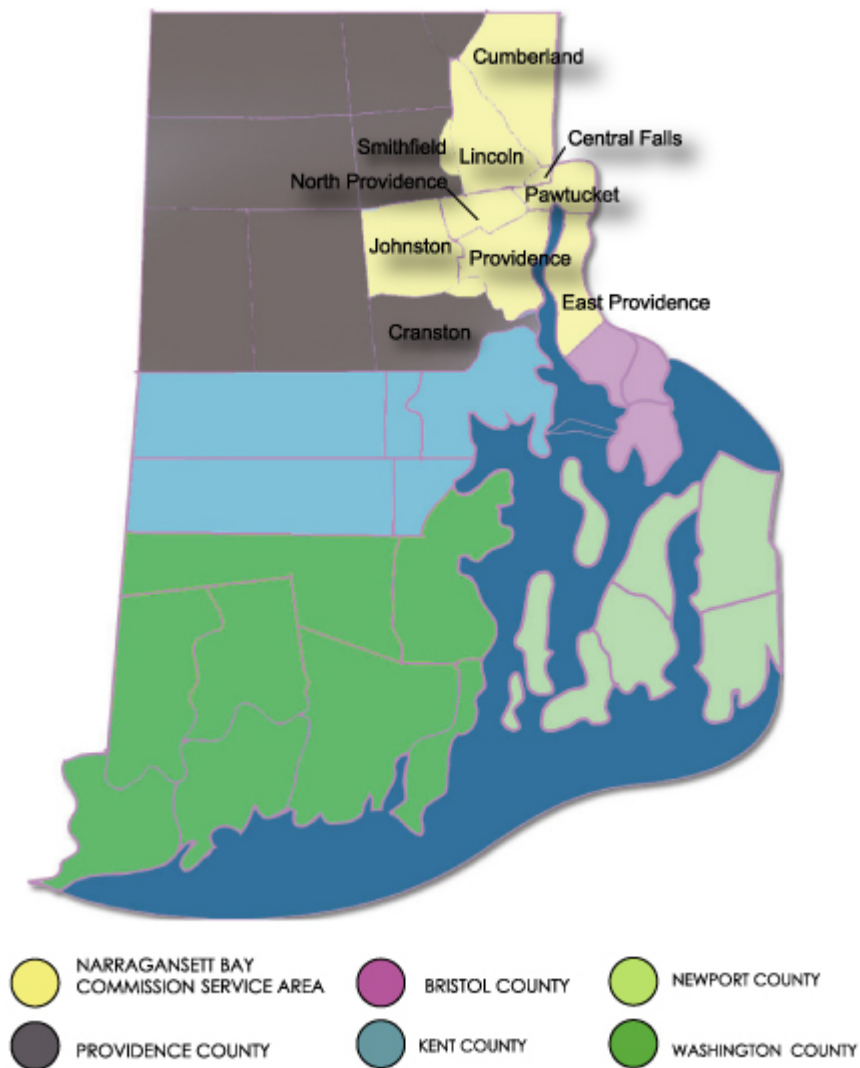 Cumberland
Central Falls
Smithfield
Lincoln
North Providence
Pawtucket
Johnston
Providence
East Providence
Cranston
NARRAGANSETT BAY
COMMISSION SERVICE AREA
BRISTOL COUNTY
NEWPORT COUNTY
PROVIDENCE COUNTY
KENT COUNTY
WASHINGTON COUNTY